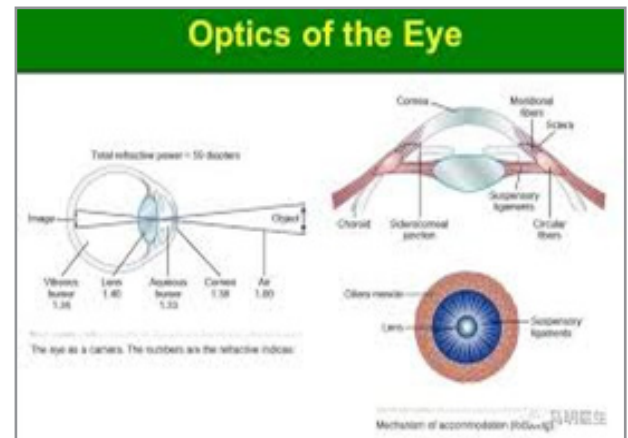 Optics of the Eye
Total refractive power = 59 diopters
Image
Object
Vitreous humor 1.34
Lens 1.40
Aqueous humor 1.33
Cornea 1.38
Air 1.00
The eye as a camera. The numbers are the refractive indices.
Cornea
Meridional fibers
Sclera
Suspensory ligaments
Choroid
Sclerocorneal junction
Circular fibers
Ciliary muscle
Lens
Suspensory ligaments
Mechanism of accommodation